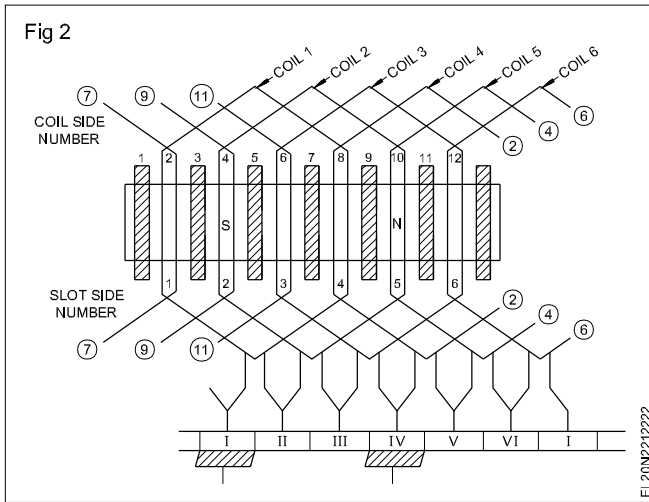 Fig 2
COIL 1
COIL 2
COIL 3
COIL 4
COIL 5
COIL 6
7
9
11
6
4
2
COIL SIDE
NUMBER
1 2 3 4 5 6 7 8 9 10 11 12
S
N
SLOT SIDE
NUMBER
1 2 3 4 5 6
2
4
6
7
9
11
I II III IV V VI I
EL20N2212222